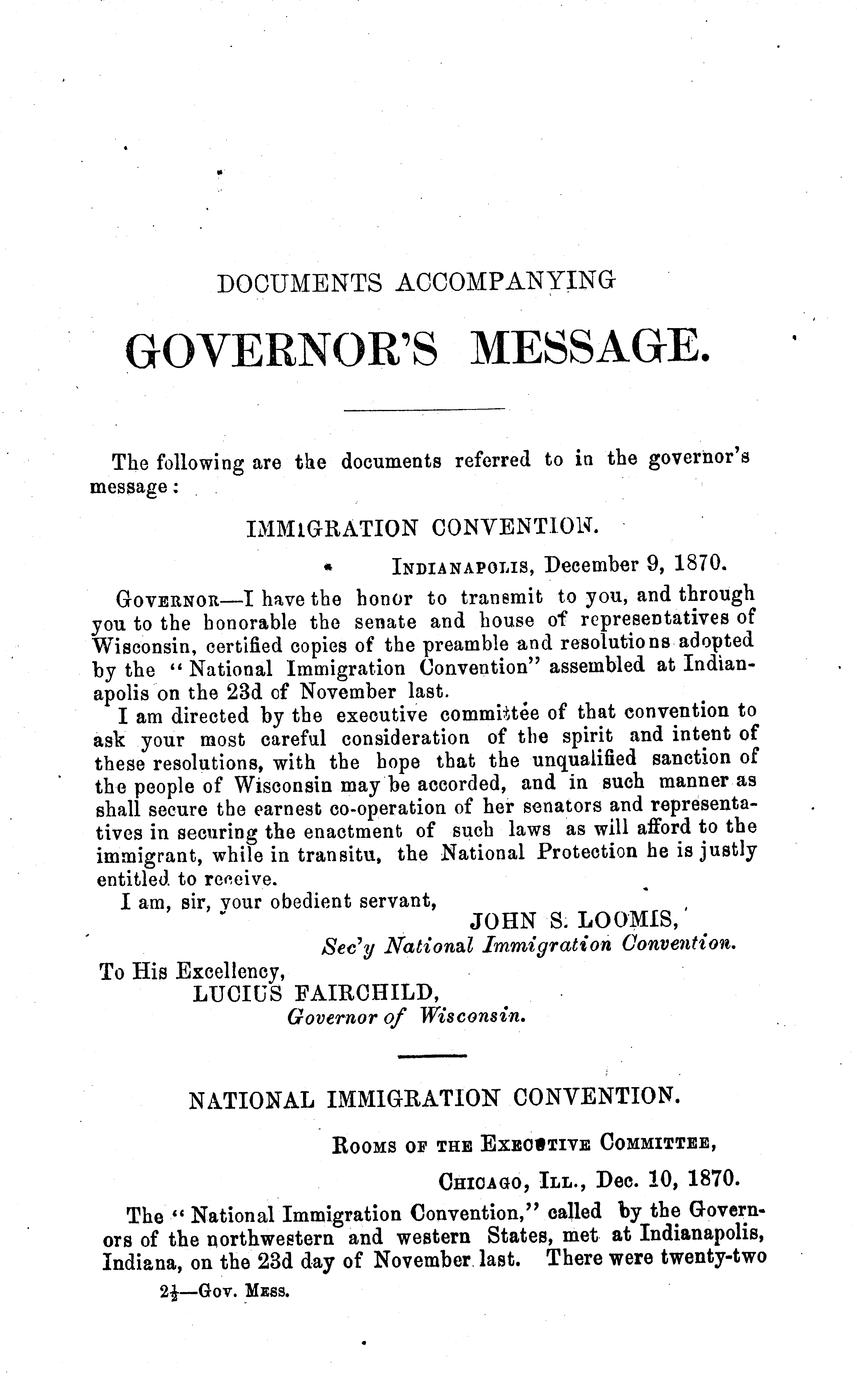 DOCUMENTS ACCOMPANYING
GOVERNOR'S MESSAGE.
The following are the documents referred to in the governor's
message:
IMMIGRATION CONVENTION.
INDIANAPOLIS, December 9, 1870.
GOVERNOR—I have the honor to transmit to you, and through
you to the honorable the senate and house of representatives of
Wisconsin, certified copies of the preamble and resolutions adopted
by the "National Immigration Convention" assembled at Indian-
apolis on the 23d of November last.
I am directed by the executive committee of that convention to
ask your most careful consideration of the spirit and intent of
these resolutions, with the hope that the unqualified sanction of
the people of Wisconsin may be accorded, and in such manner as
shall secure the earnest co-operation of her senators and representa-
tives in securing the enactment of such laws as will afford to the
immigrant, while in transitu, the National Protection he is justly
entitled to receive.
I am, sir, your obedient servant,
JOHN S. LOOMIS,
Sec'y National Immigration Convention.
To His Excellency,
LUCIUS FAIRCHILD,
Governor of Wisconsin.
NATIONAL IMMIGRATION CONVENTION.
ROOMS OF THE EXECUTIVE COMMITTEE,
CHICAGO, ILL., Dec. 10, 1870.
The "National Immigration Convention," called by the Govern-
ors of the northwestern and western States, met at Indianapolis,
Indiana, on the 23d day of November last. There were twenty-two
2½—GOV. MESS.